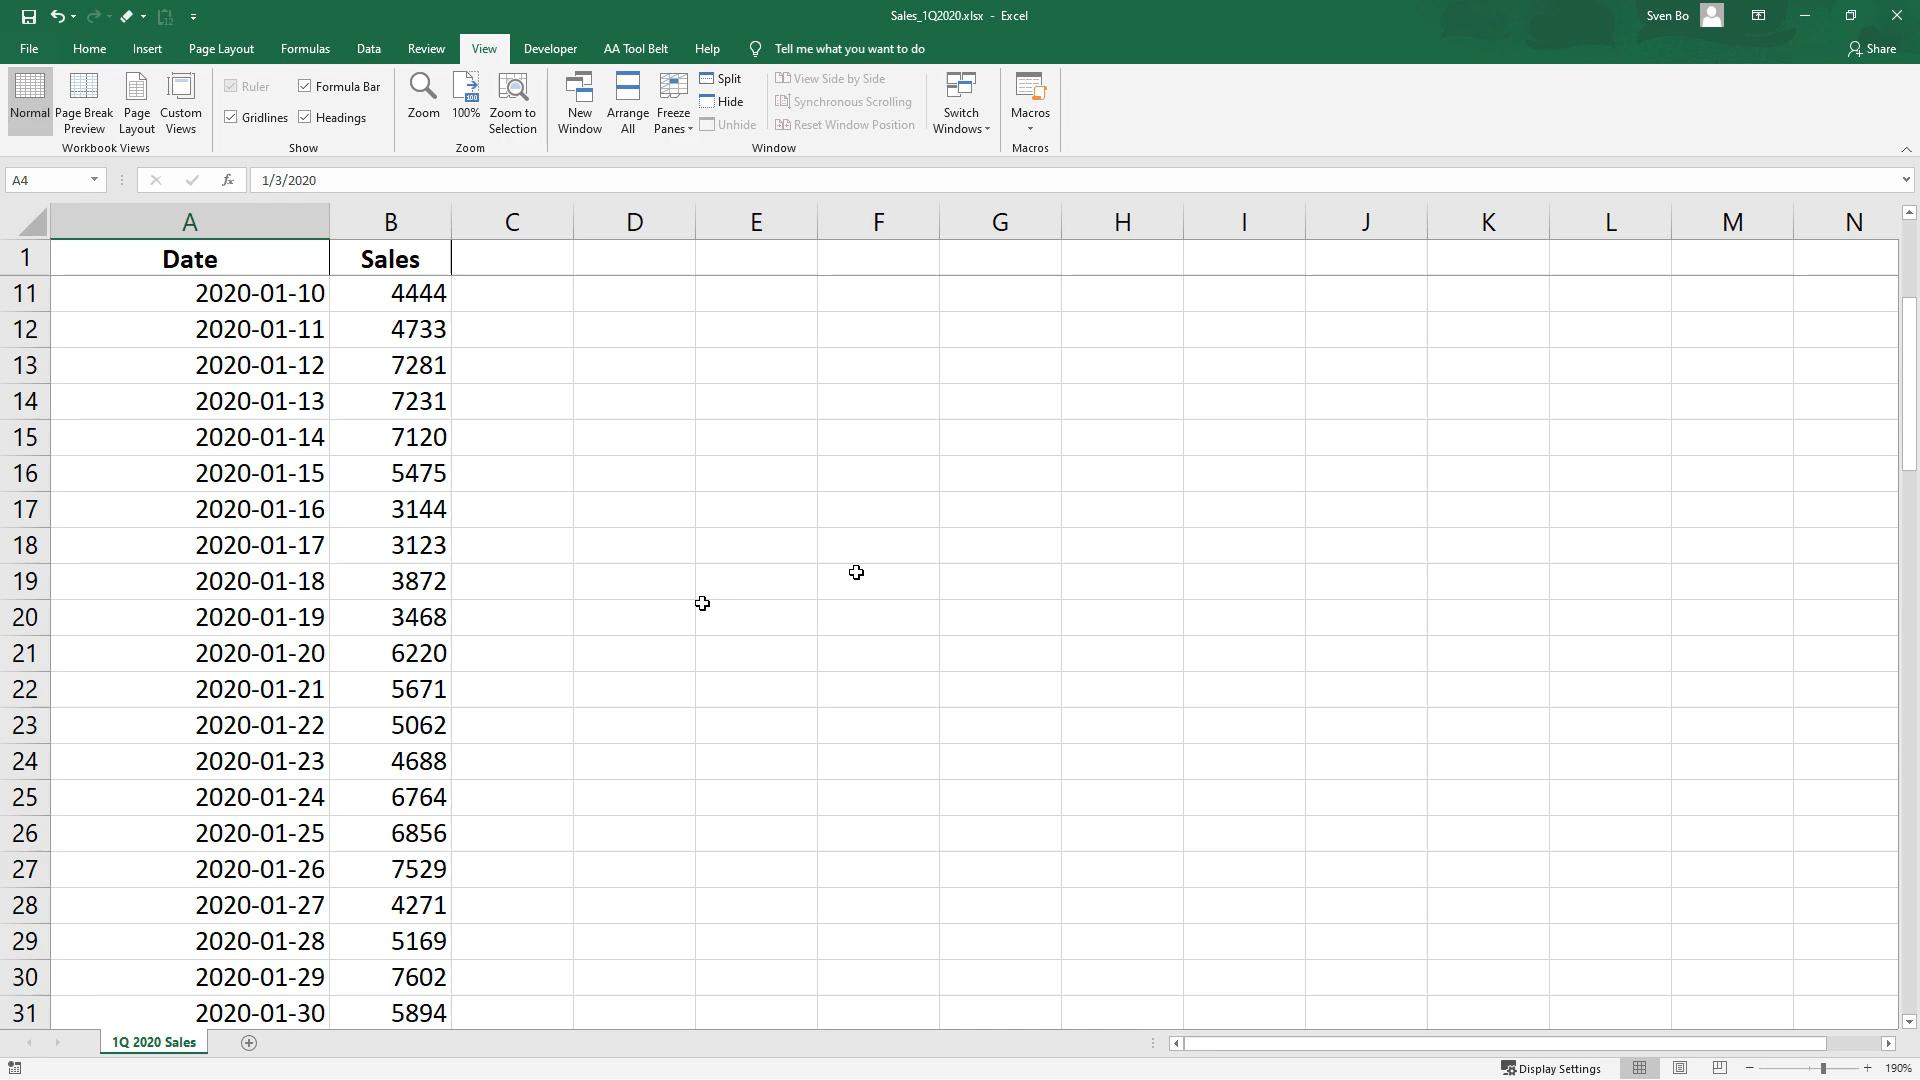 Sales_1Q2020.xlsx - Excel
Sven Bo
File Home Insert Page Layout Formulas Data Review View Developer AA Tool Belt Help Tell me what you want to do Share
Normal
Page Break Preview
Page Layout
Custom Views
Workbook Views
Ruler
Formula Bar
Gridlines
Headings
Show
Zoom
100%
Zoom to Selection
Zoom
New Window
Arrange All
Freeze Panes
Split
Hide
Unhide
View Side by Side
Synchronous Scrolling
Reset Window Position
Window
Switch Windows
Macros
Macros
A4 fx 1/3/2020
A B C D E F G H I J K L M N
1 Date Sales
11 2020-01-10 4444
12 2020-01-11 4733
13 2020-01-12 7281
14 2020-01-13 7231
15 2020-01-14 7120
16 2020-01-15 5475
17 2020-01-16 3144
18 2020-01-17 3123
19 2020-01-18 3872
20 2020-01-19 3468
21 2020-01-20 6220
22 2020-01-21 5671
23 2020-01-22 5062
24 2020-01-23 4688
25 2020-01-24 6764
26 2020-01-25 6856
27 2020-01-26 7529
28 2020-01-27 4271
29 2020-01-28 5169
30 2020-01-29 7602
31 2020-01-30 5894
1Q 2020 Sales
Display Settings 190%